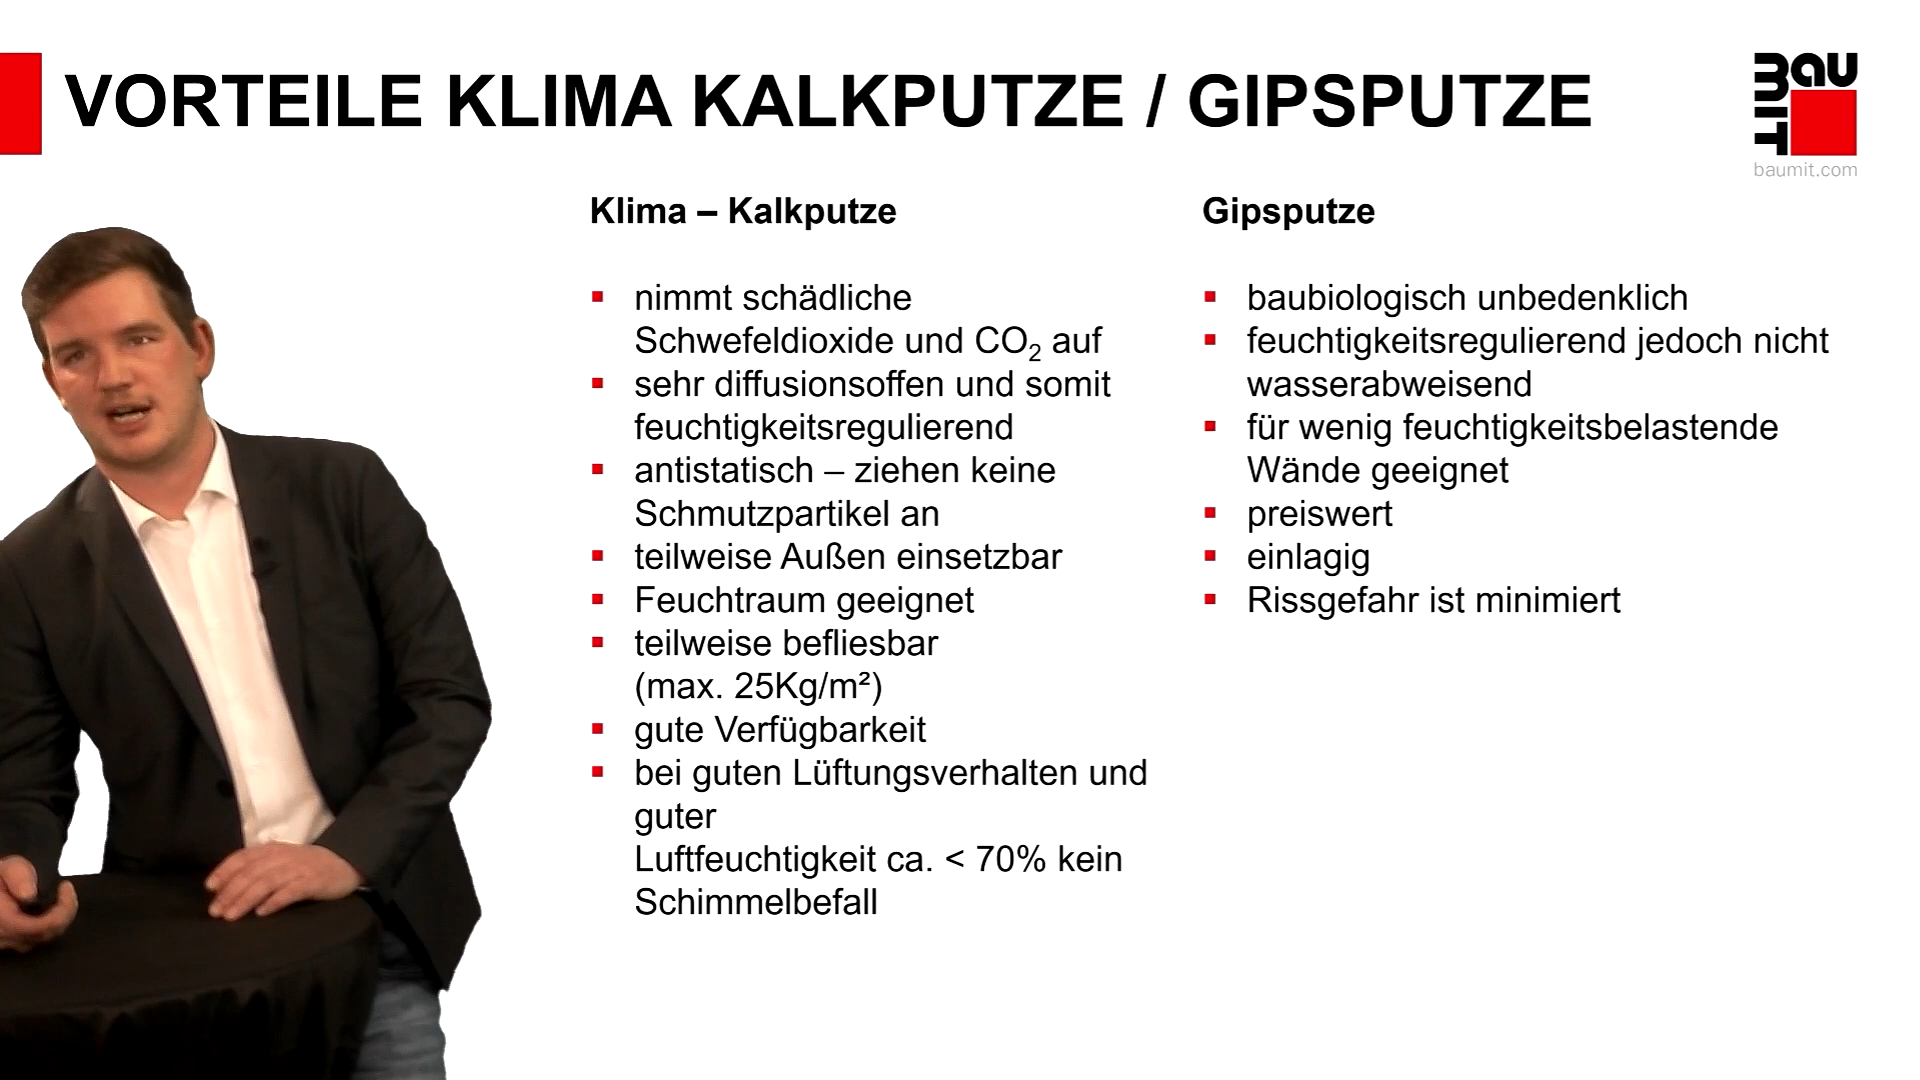 VORTEILE KLIMA KALKPUTZE / GIPSPUTZE
bau
MIT
baumit.com
Klima – Kalkputze
nimmt schädliche
Schwefeldioxide und CO₂ auf
sehr diffusionsoffen und somit
feuchtigkeitsregulierend
antistatisch – ziehen keine
Schmutzpartikel an
teilweise Außen einsetzbar
Feuchtraum geeignet
teilweise befliesbar
(max. 25Kg/m²)
gute Verfügbarkeit
bei guten Lüftungsverhalten und
guter
Luftfeuchtigkeit ca. < 70% kein
Schimmelbefall
Gipsputze
baubiologisch unbedenklich
feuchtigkeitsregulierend jedoch nicht
wasserabweisend
für wenig feuchtigkeitsbelastende
Wände geeignet
preiswert
einlagig
Rissgefahr ist minimiert